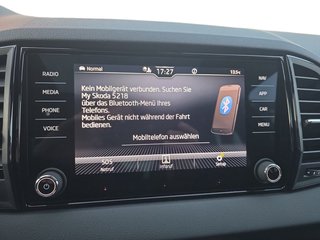 RADIO
MEDIA
PHONE
VOICE
Normal
17:27
13.5°C
Kein Mobilgerät verbunden. Suchen Sie
My Skoda 5218
über das Bluetooth-Menü Ihres
Telefons.
Mobiles Gerät nicht während der Fahrt
bedienen.
Mobiltelefon auswählen
SOS
Notruf
Inforuf
Setup
NAV
APP
CAR
MENU